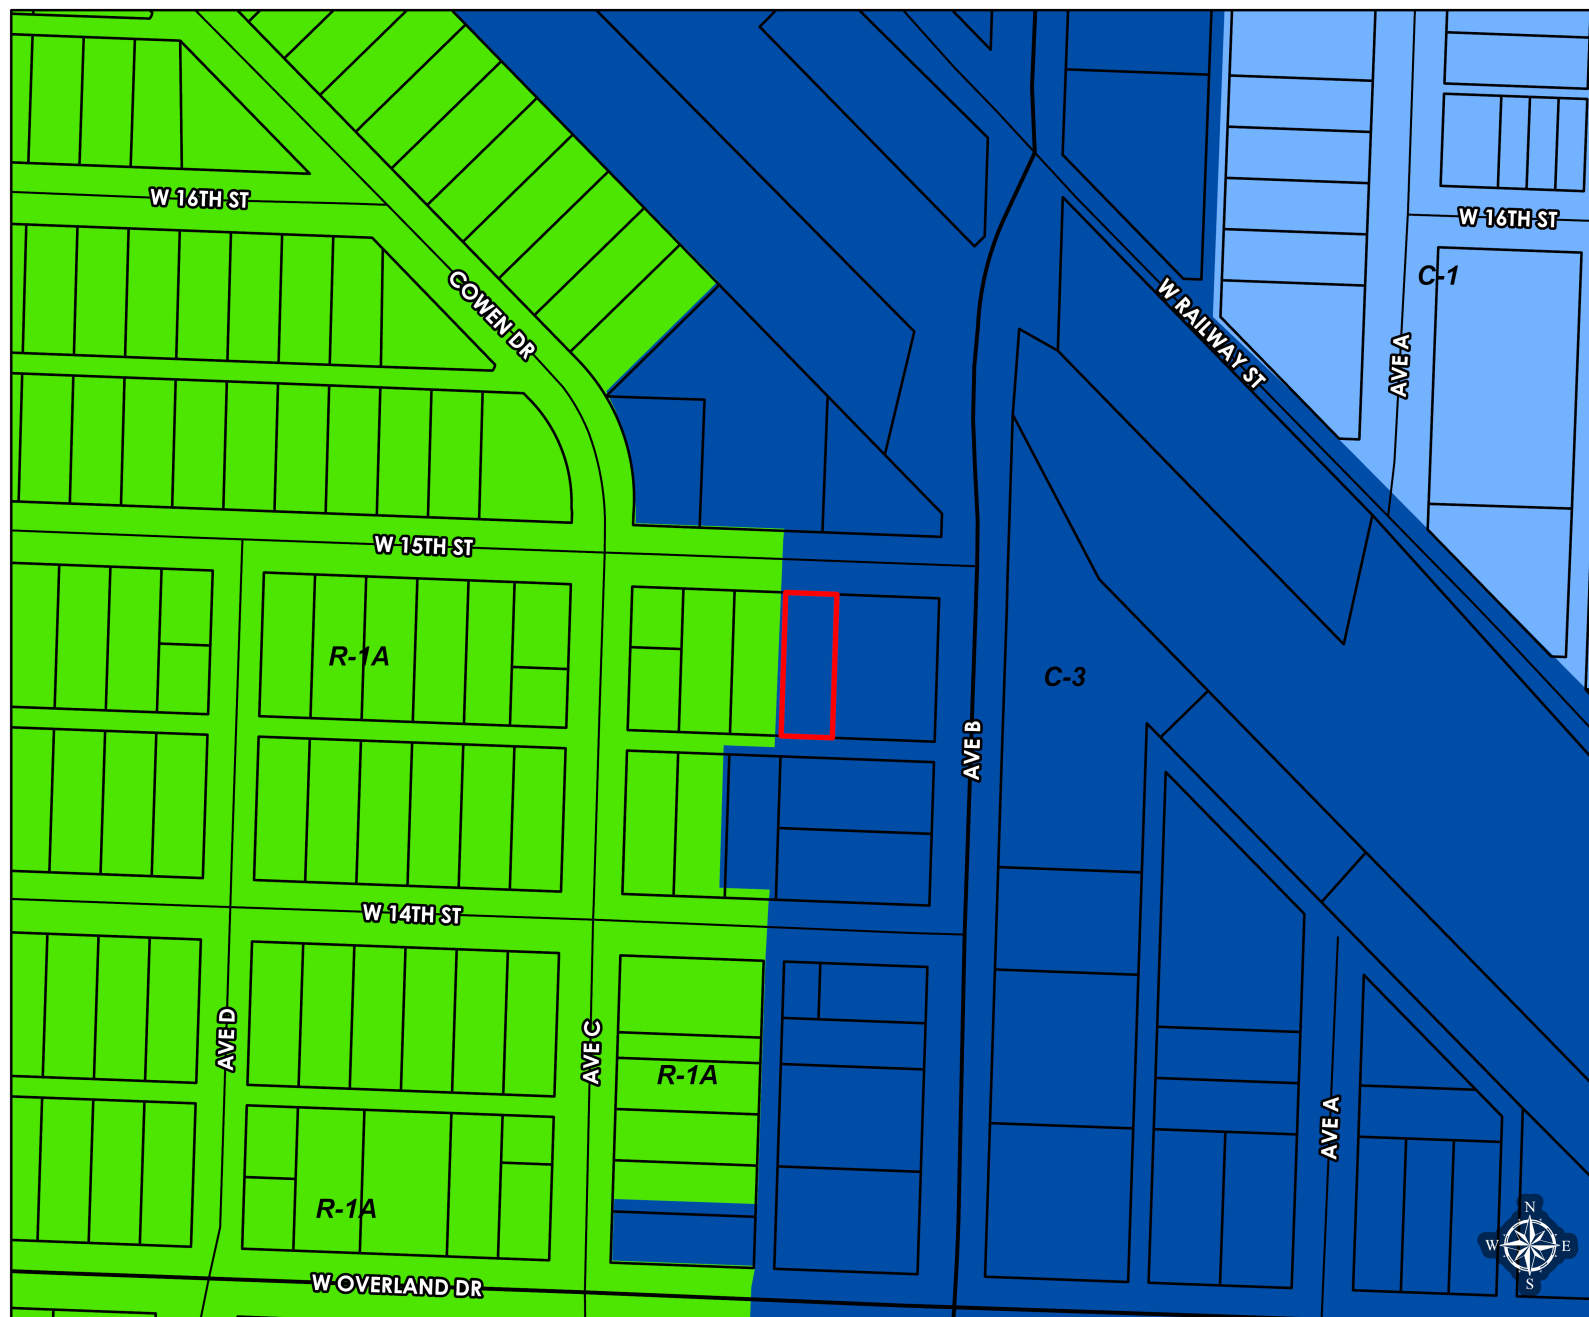 W 16TH ST
W 16TH ST
C-1
COWEN DR
W RAILWAY ST
AVE A
W 15TH ST
R-1A
C-3
AVE B
W 14TH ST
AVE D
AVE C
R-1A
AVE A
R-1A
N
W E
S
W OVERLAND DR